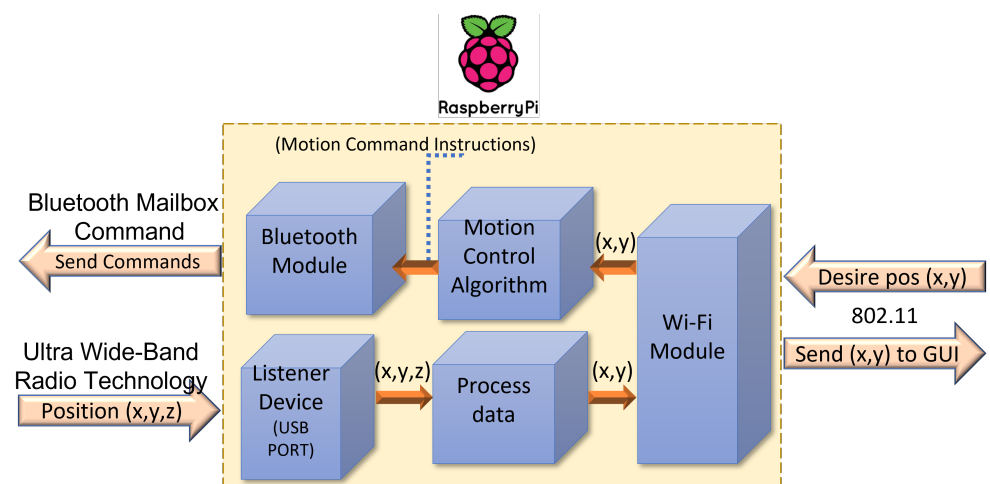 RaspberryPi
(Motion Command Instructions)
Bluetooth Mailbox
Command
Send Commands
Bluetooth
Module
Motion
Control
Algorithm
(x,y)
Wi-Fi
Module
Desire pos (x,y)
802.11
Send (x,y) to GUI
Ultra Wide-Band
Radio Technology
Position (x,y,z)
Listener
Device
(USB
PORT)
(x,y,z)
Process
data
(x,y)